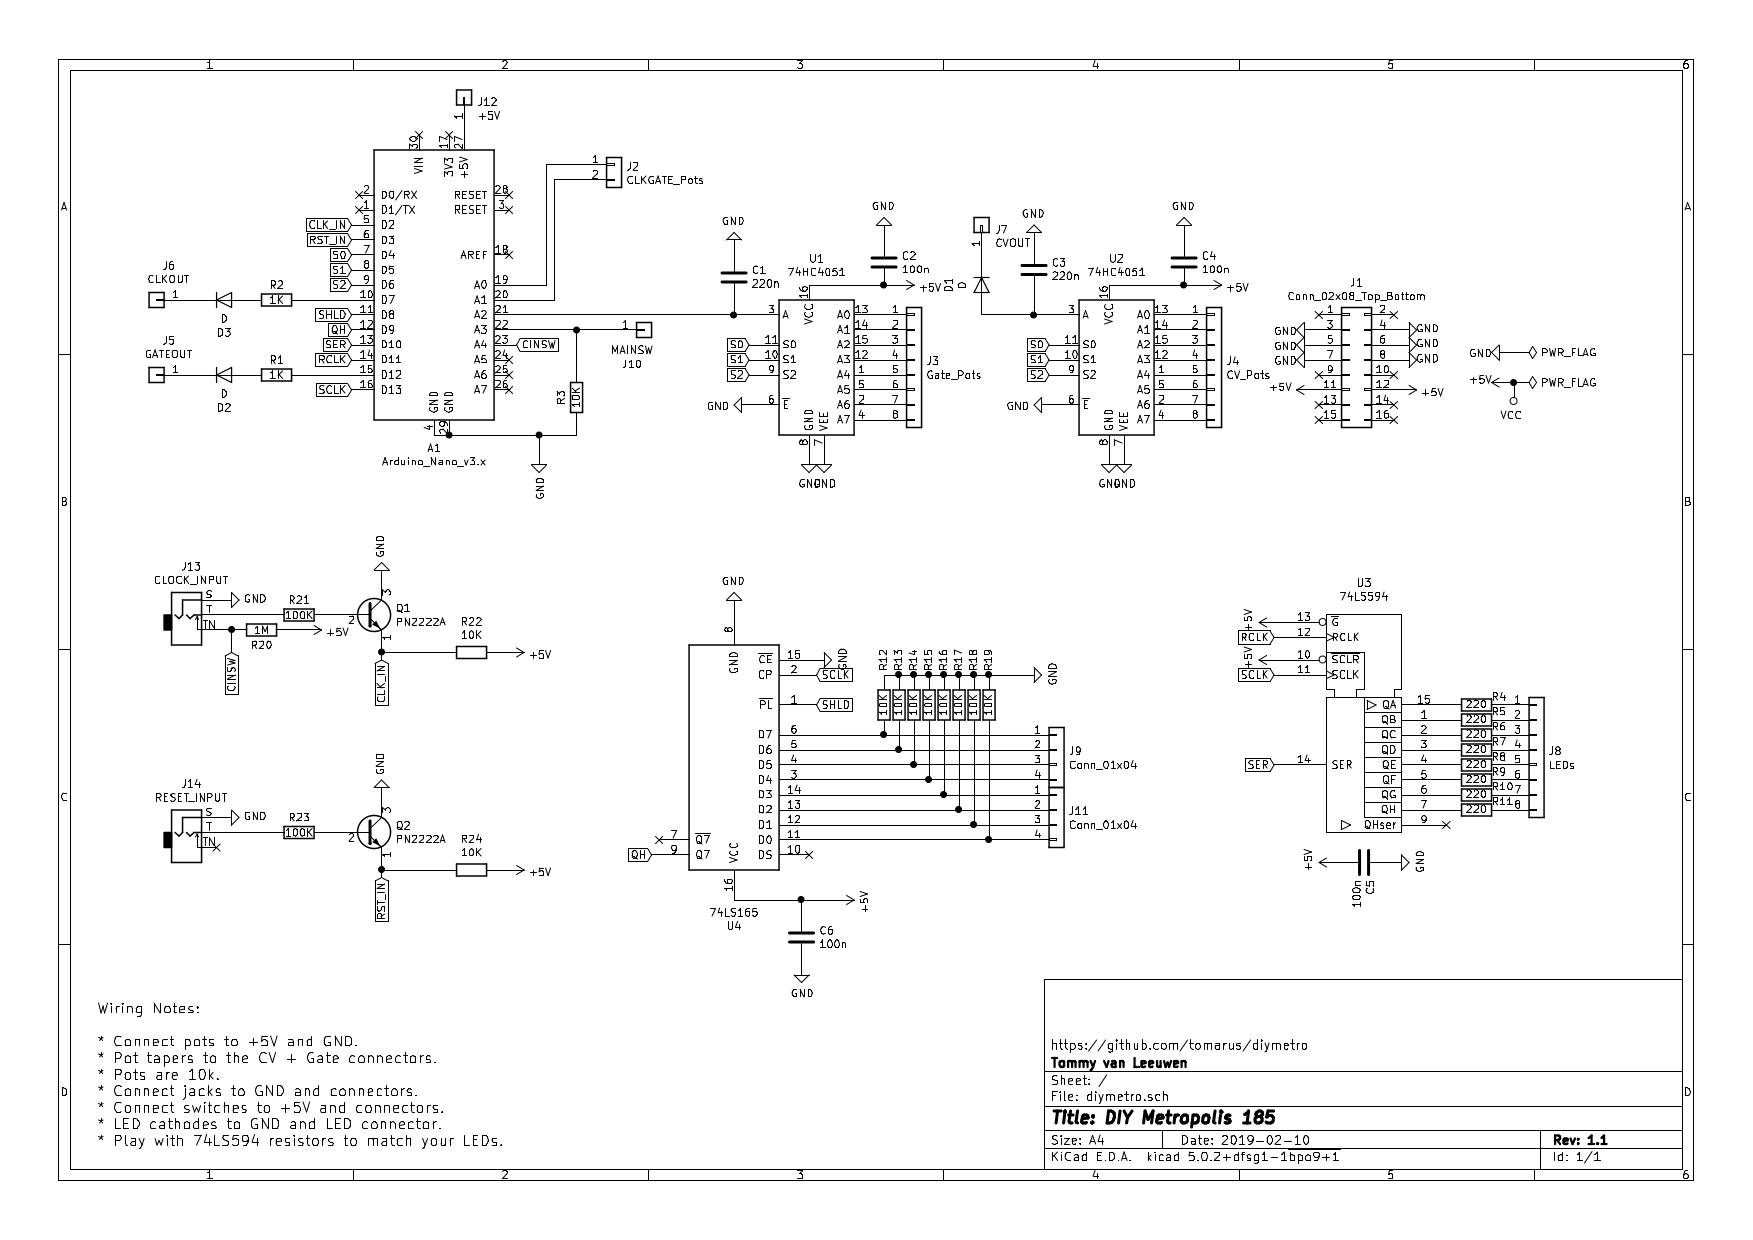 1 2 3 4 5 6
A B C D
J12
+5V
1
30 17 27
VIN 3V3 +5V
2 D0/RX
1 D1/TX
CLK_IN 5 D2
RST_IN 6 D3
S0 7 D4
S1 8 D5
S2 9 D6
10 D7
SHLD 11 D8
QH 12 D9
SER 13 D10
RCLK 14 D11
15 D12
SCLK 16 D13
RESET 28
RESET 3
AREF 18
A0 19
A1 20
A2 21
A3 22
A4 23 CINSW
A5 24
A6 25
A7 26
GND GND
4 29
A1
Arduino_Nano_v3.x
GND
J6
CLKOUT
1
D
D3
R2
1K
J5
GATEOUT
1
D
D2
R1
1K
1
2
J2
CLKGATE_Pots
1
MAINSW
J10
R3
10K
GND
C1
220n
GND
C2
100n
+5V
U1
74HC4051
16
VCC
3 A
S0 11 S0
S1 10 S1
S2 9 S2
GND 6 E
A0 13 1
A1 14 2
A2 15 3
A3 12 4
A4 1 5
A5 5 6
A6 2 7
A7 4 8
J3
Gate_Pots
GND VEE
8 7
GND GND
J7
CVOUT
1
D1
D
GND
C3
220n
GND
C4
100n
+5V
U2
74HC4051
16
VCC
3 A
S0 11 S0
S1 10 S1
S2 9 S2
GND 6 E
A0 13 1
A1 14 2
A2 15 3
A3 12 4
A4 1 5
A5 5 6
A6 2 7
A7 4 8
J4
CV_Pots
GND VEE
8 7
GND GND
J1
Conn_02x08_Top_Bottom
1 2
GND 3 4 GND
GND 5 6 GND
GND 7 8 GND
9 10
+5V 11 12 +5V
13 14
15 16
GND PWR_FLAG
+5V PWR_FLAG
VCC
J13
CLOCK_INPUT
S GND
T
TN
R21
100K
1M
R20
+5V
CINSW
GND
3
2
1
Q1
PN2222A
CLK_IN
R22
10K
+5V
J14
RESET_INPUT
S GND
T
TN
R23
100K
GND
3
2
1
Q2
PN2222A
RST_IN
R24
10K
+5V
GND
8
GND
CE 15 GND
CP 2 SCLK
PL 1 SHLD
D7 6
D6 5
D5 4
D4 3
D3 14
D2 13
D1 12
D0 11
DS 10
7 Q7
QH 9 Q7
VCC
16
74LS165
U4
+5V
C6
100n
GND
R12 R13 R14 R15 R16 R17 R18 R19
10K 10K 10K 10K 10K 10K 10K 10K
GND
1
2
3
4
J9
Conn_01x04
1
2
3
4
J11
Conn_01x04
U3
74LS594
+5V 13 G
RCLK 12 RCLK
+5V 10 SCLR
SCLK 11 SCLK
SER 14 SER
QA 15 220 R4 1
QB 1 220 R5 2
QC 2 220 R6 3
QD 3 220 R7 4
QE 4 220 R8 5
QF 5 220 R9 6
QG 6 220 R10 7
QH 7 220 R11 8
QHser 9
J8
LEDs
+5V
100n
C5
GND
Wiring Notes:
* Connect pots to +5V and GND.
* Pot tapers to the CV + Gate connectors.
* Pots are 10k.
* Connect jacks to GND and connectors.
* Connect switches to +5V and connectors.
* LED cathodes to GND and LED connector.
* Play with 74LS594 resistors to match your LEDs.
https://github.com/tomarus/diymetro
Tommy van Leeuwen
Sheet: /
File: diymetro.sch
Title: DIY Metropolis 185
Size: A4 Date: 2019-02-10 Rev: 1.1
KiCad E.D.A. kicad 5.0.2+dfsg1-1bpo9+1 Id: 1/1
1 2 3 4 5 6
A B C D